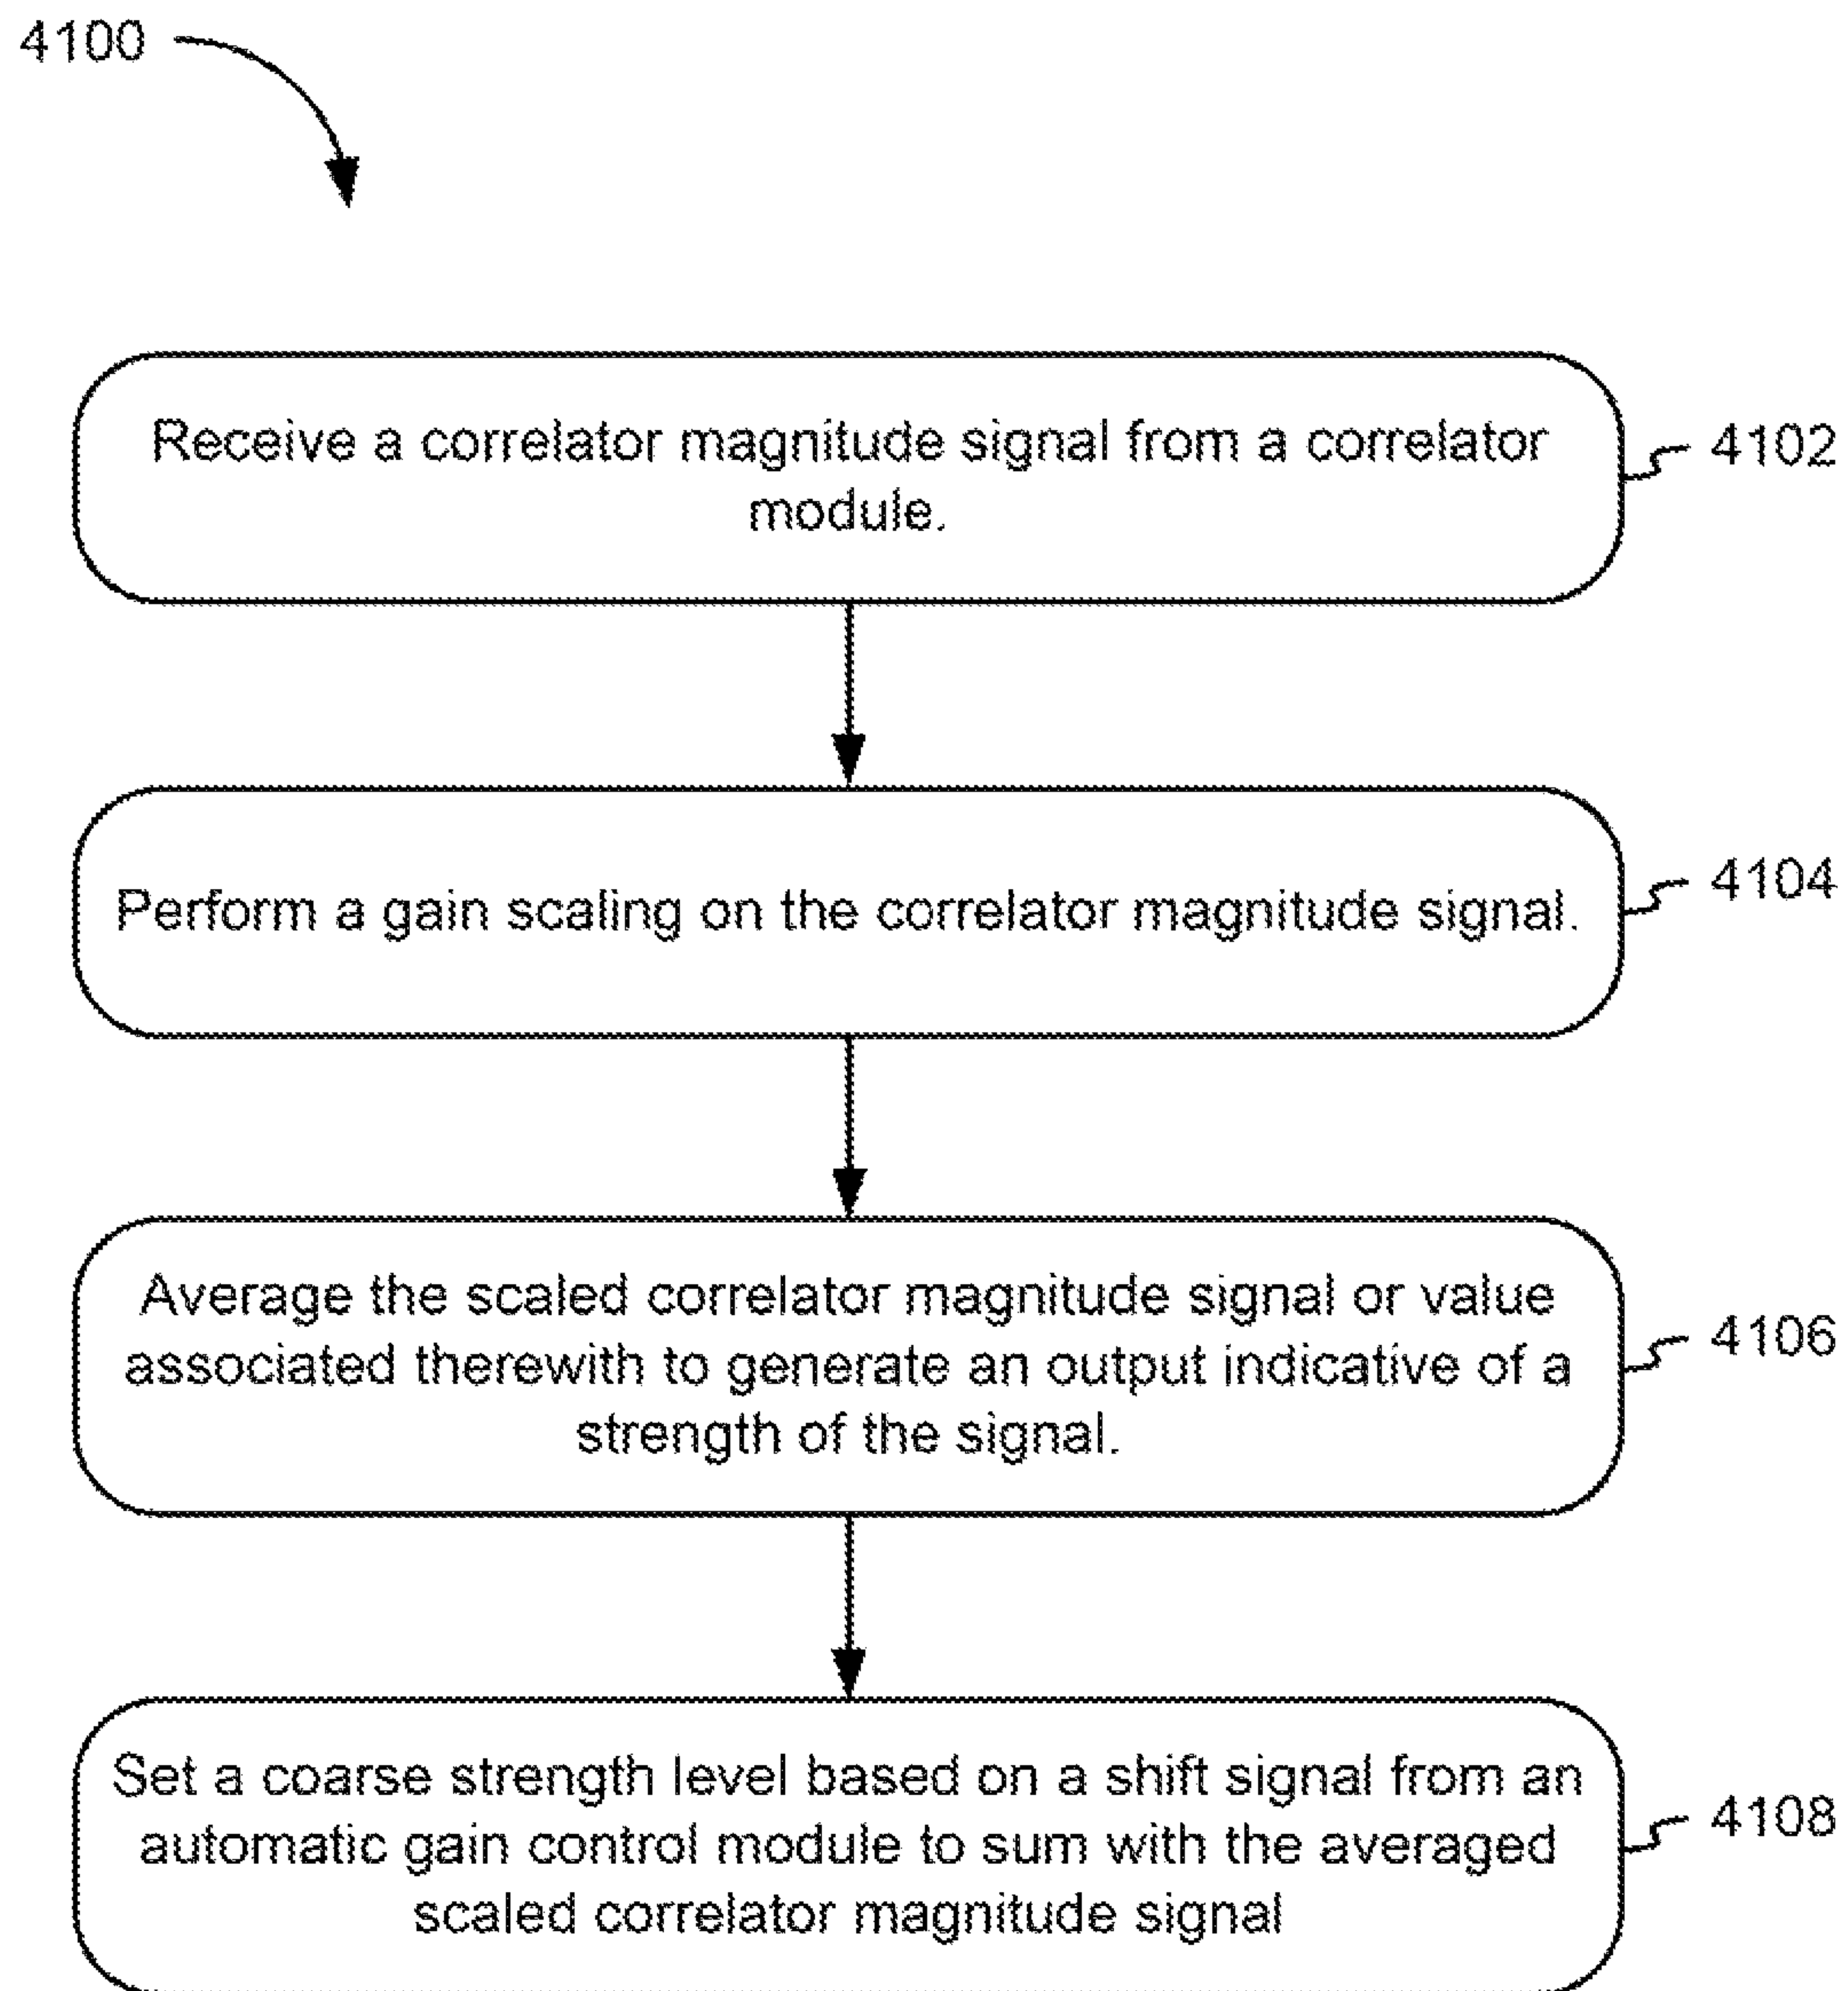 4100
Receive a correlator magnitude signal from a correlator
module.
4102
Perform a gain scaling on the correlator magnitude signal.
4104
Average the scaled correlator magnitude signal or value
associated therewith to generate an output indicative of a
strength of the signal.
4106
Set a coarse strength level based on a shift signal from an
automatic gain control module to sum with the averaged
scaled correlator magnitude signal
4108